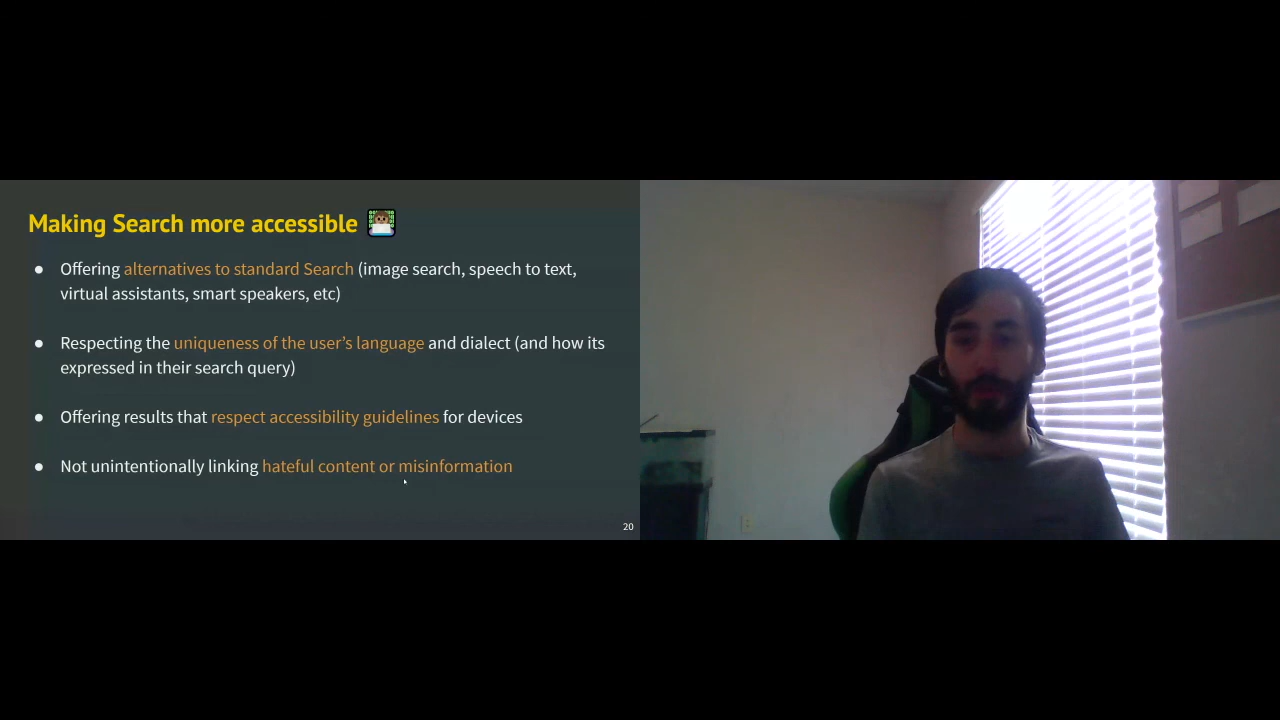 Making Search more accessible
● Offering alternatives to standard Search (image search, speech to text,
virtual assistants, smart speakers, etc)
● Respecting the uniqueness of the user's language and dialect (and how its
expressed in their search query)
● Offering results that respect accessibility guidelines for devices
● Not unintentionally linking hateful content or misinformation
20